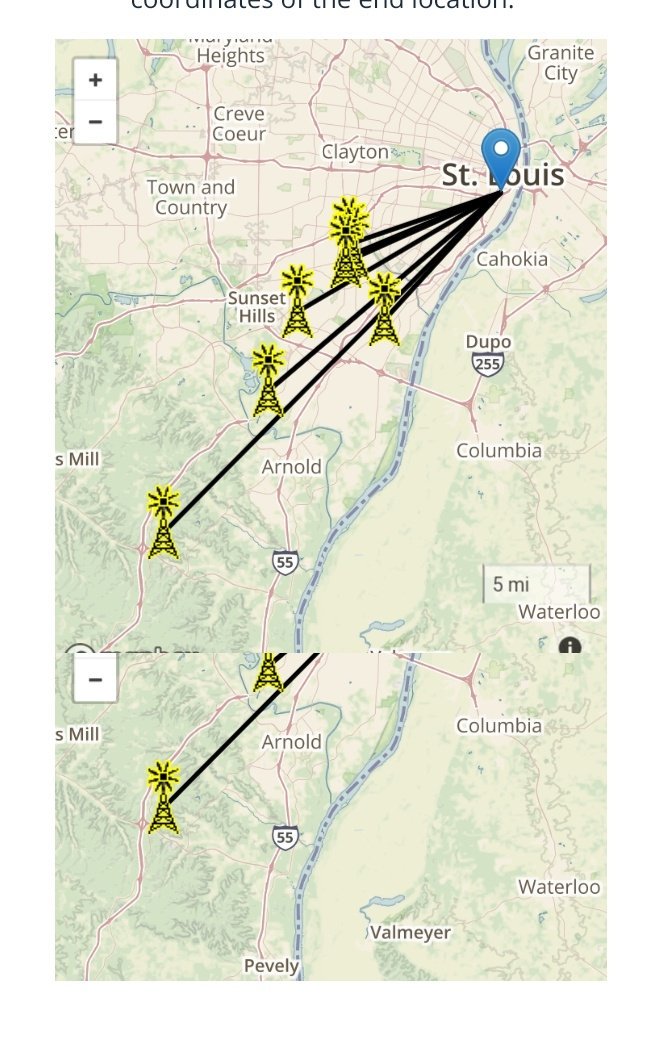 coordinates of the end location.
Maryland
Heights
Granite
City
+
−
Creve
Coeur
Clayton
St. Louis
Town and
Country
Cahokia
Sunset
Hills
Dupo
255
s Mill
Columbia
Arnold
55
5 mi
Waterloo
−
s Mill
Columbia
Arnold
55
Waterloo
Valmeyer
Pevely